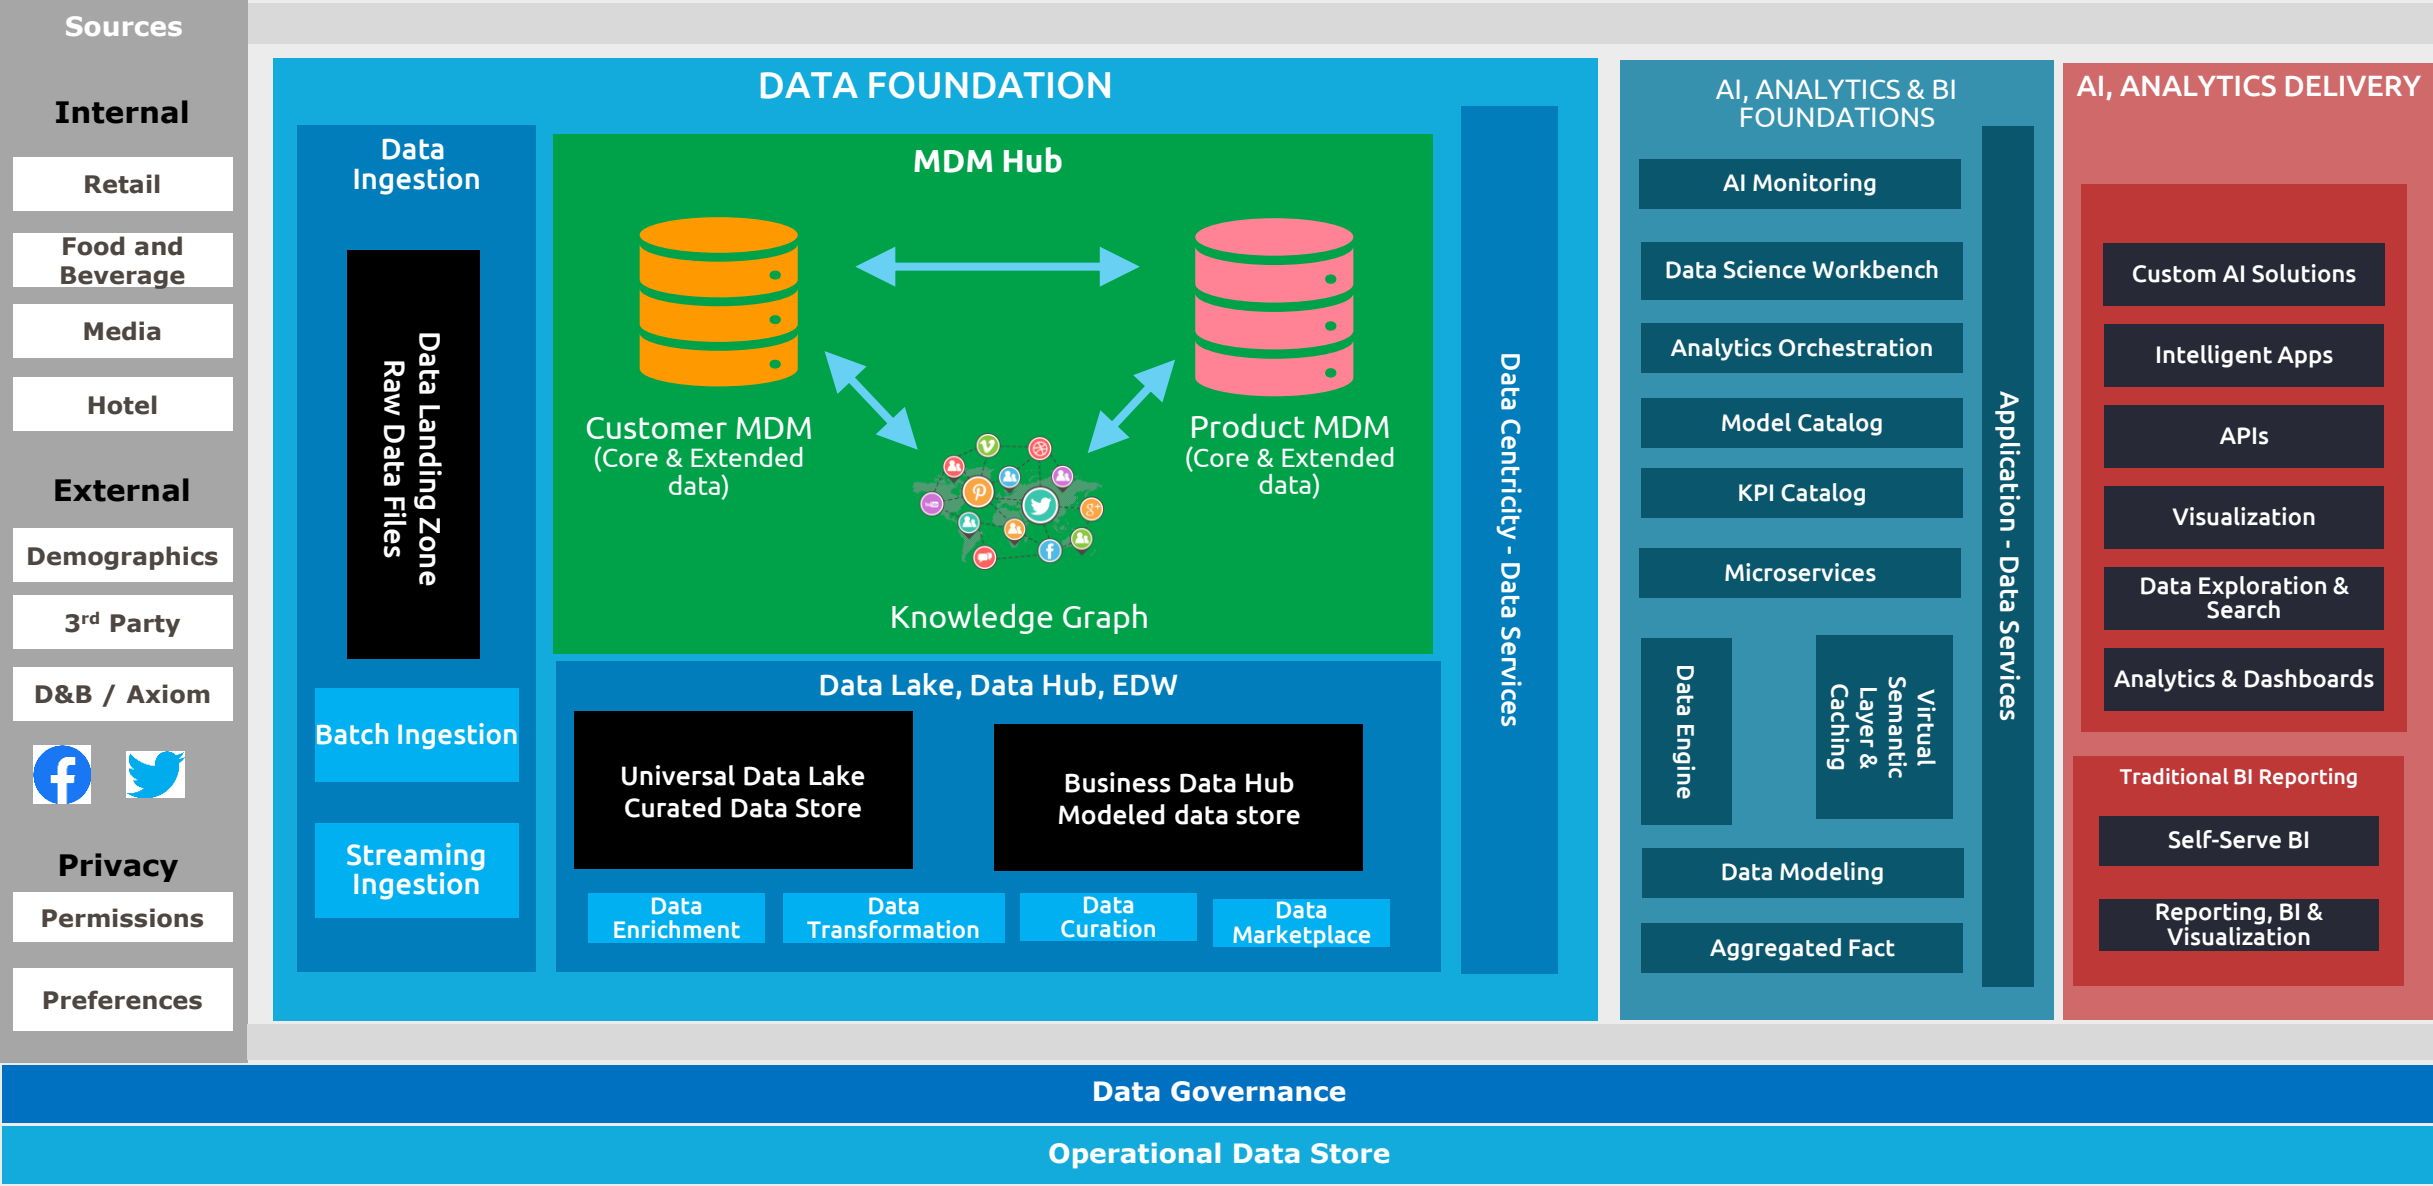 Sources
Internal
Retail
Food and
Beverage
Media
Hotel
External
Demographics
3rd Party
D&B / Axiom
Privacy
Permissions
Preferences
DATA FOUNDATION
Data
Ingestion
Data Landing Zone
Raw Data Files
Batch Ingestion
Streaming
Ingestion
MDM Hub
Customer MDM
(Core & Extended
data)
Product MDM
(Core & Extended
data)
Knowledge Graph
Data Lake, Data Hub, EDW
Universal Data Lake
Curated Data Store
Business Data Hub
Modeled data store
Data
Enrichment
Data
Transformation
Data
Curation
Data
Marketplace
Data Centricity - Data Services
AI, ANALYTICS & BI
FOUNDATIONS
AI Monitoring
Data Science Workbench
Analytics Orchestration
Model Catalog
KPI Catalog
Microservices
Data Engine
Virtual
Semantic
Layer &
Caching
Data Modeling
Aggregated Fact
Application - Data Services
AI, ANALYTICS DELIVERY
Custom AI Solutions
Intelligent Apps
APIs
Visualization
Data Exploration &
Search
Analytics & Dashboards
Traditional BI Reporting
Self-Serve BI
Reporting, BI &
Visualization
Data Governance
Operational Data Store